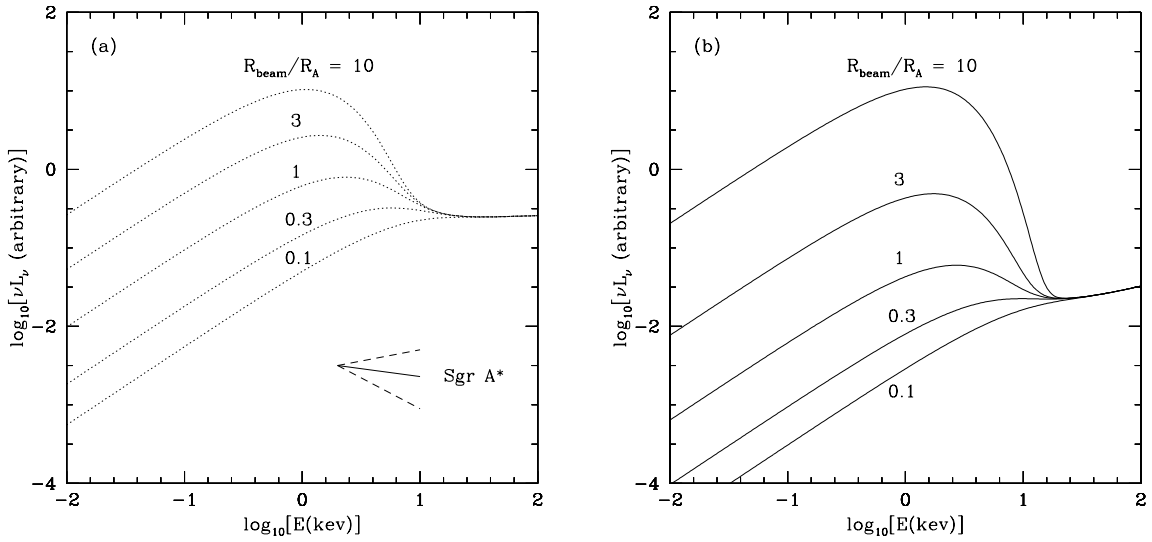 (a)
R_beam/R_A = 10
3
1
0.3
0.1
Sgr A*
2
0
−2
−4
log₁₀[νL_ν (arbitrary)]
−2
−1
0
1
2
log₁₀[E(kev)]
(b)
R_beam/R_A = 10
3
1
0.3
0.1
2
0
−2
−4
log₁₀[νL_ν (arbitrary)]
−2
−1
0
1
2
log₁₀[E(kev)]